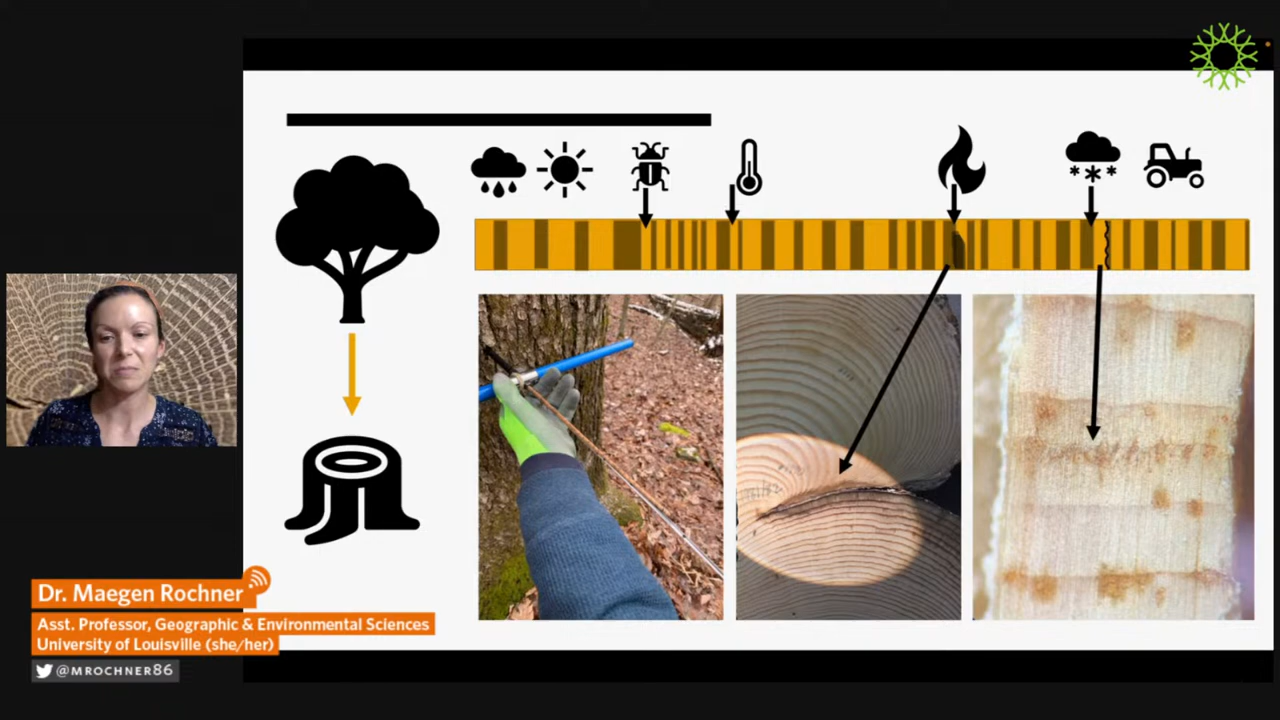 Dr. Maegen Rochner
Asst. Professor, Geographic & Environmental Sciences
University of Louisville (she/her)
@MROCHNER86